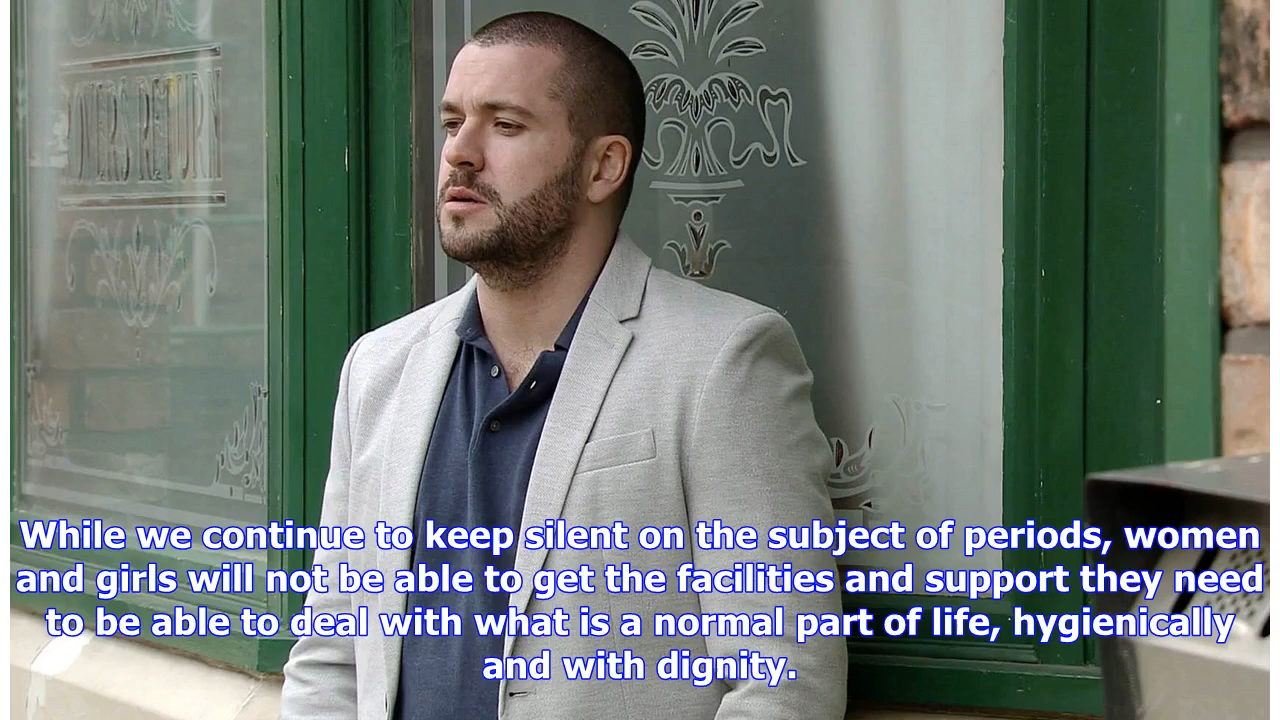 While we continue to keep silent on the subject of periods, women
and girls will not be able to get the facilities and support they need
to be able to deal with what is a normal part of life, hygienically
and with dignity.